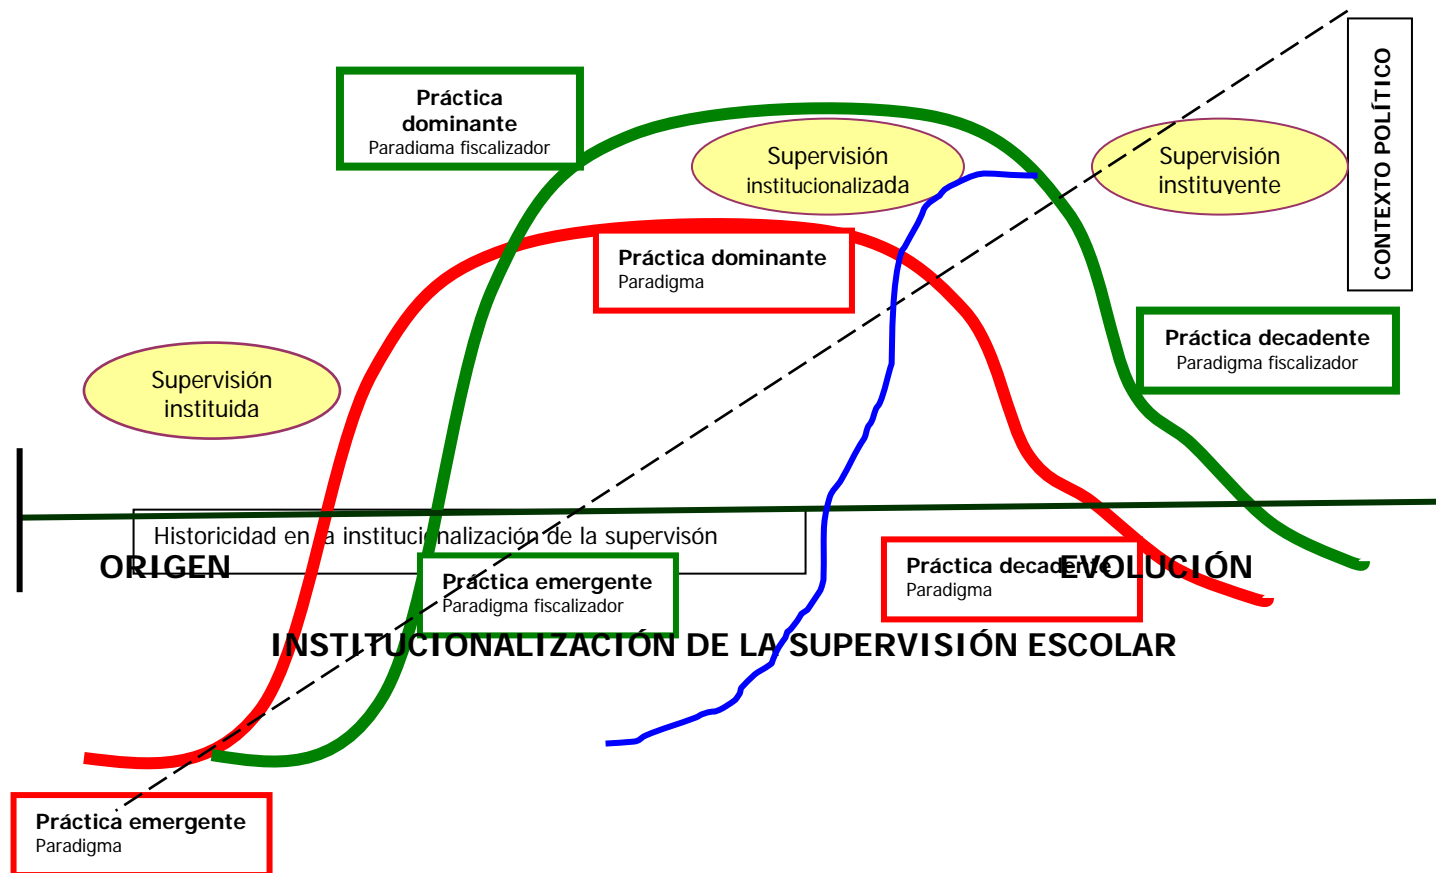 CONTEXTO POLÍTICO
Práctica
dominante
Paradigma fiscalizador
Supervisión
institucionalizada
Supervisión
instituyente
Práctica dominante
Paradigma
Práctica decadente
Paradigma fiscalizador
Supervisión
instituida
Historicidad en la institucionalización de la supervisón
ORIGEN
EVOLUCIÓN
Práctica emergente
Paradigma fiscalizador
Práctica decadente
Paradigma
INSTITUCIONALIZACIÓN DE LA SUPERVISIÓN ESCOLAR
Práctica emergente
Paradigma